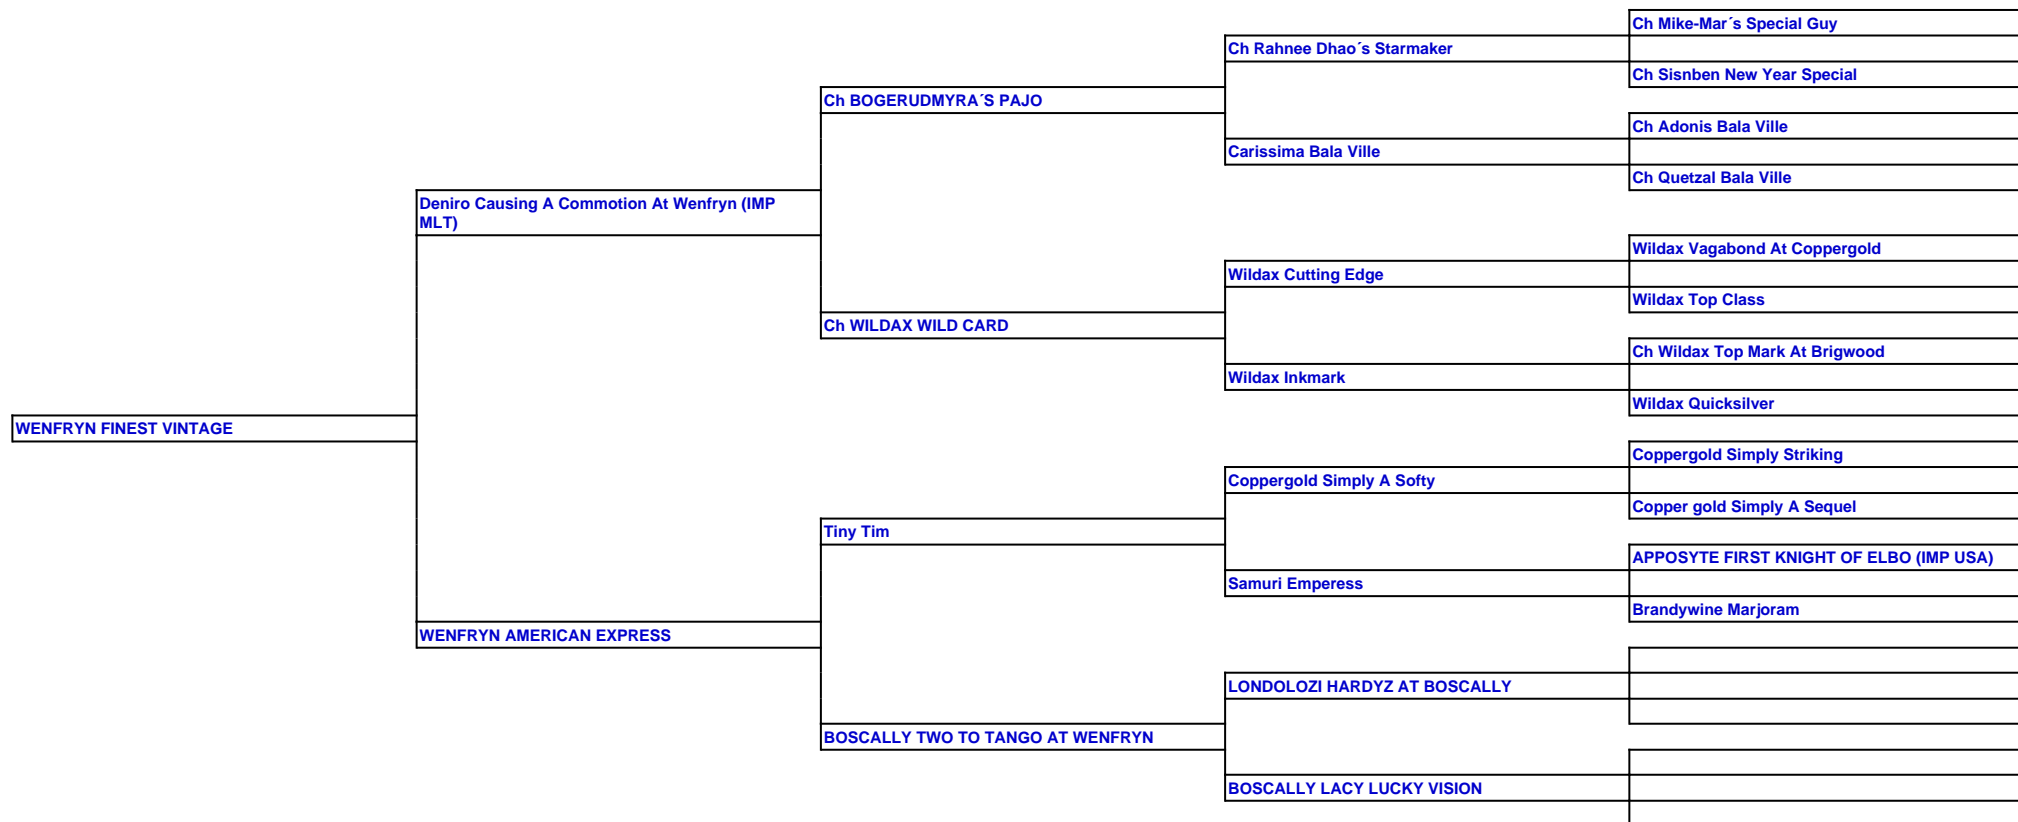 Ch Mike-Mar´s Special Guy
Ch Rahnee Dhao´s Starmaker
Ch Sisnben New Year Special
Ch BOGERUDMYRA´S PAJO
Ch Adonis Bala Ville
Carissima Bala Ville
Ch Quetzal Bala Ville
Deniro Causing A Commotion At Wenfryn (IMP
MLT)
Wildax Vagabond At Coppergold
Wildax Cutting Edge
Wildax Top Class
Ch WILDAX WILD CARD
Ch Wildax Top Mark At Brigwood
Wildax Inkmark
Wildax Quicksilver
WENFRYN FINEST VINTAGE
Coppergold Simply Striking
Coppergold Simply A Softy
Copper gold Simply A Sequel
Tiny Tim
APPOSYTE FIRST KNIGHT OF ELBO (IMP USA)
Samuri Emperess
Brandywine Marjoram
WENFRYN AMERICAN EXPRESS
LONDOLOZI HARDYZ AT BOSCALLY
BOSCALLY TWO TO TANGO AT WENFRYN
BOSCALLY LACY LUCKY VISION